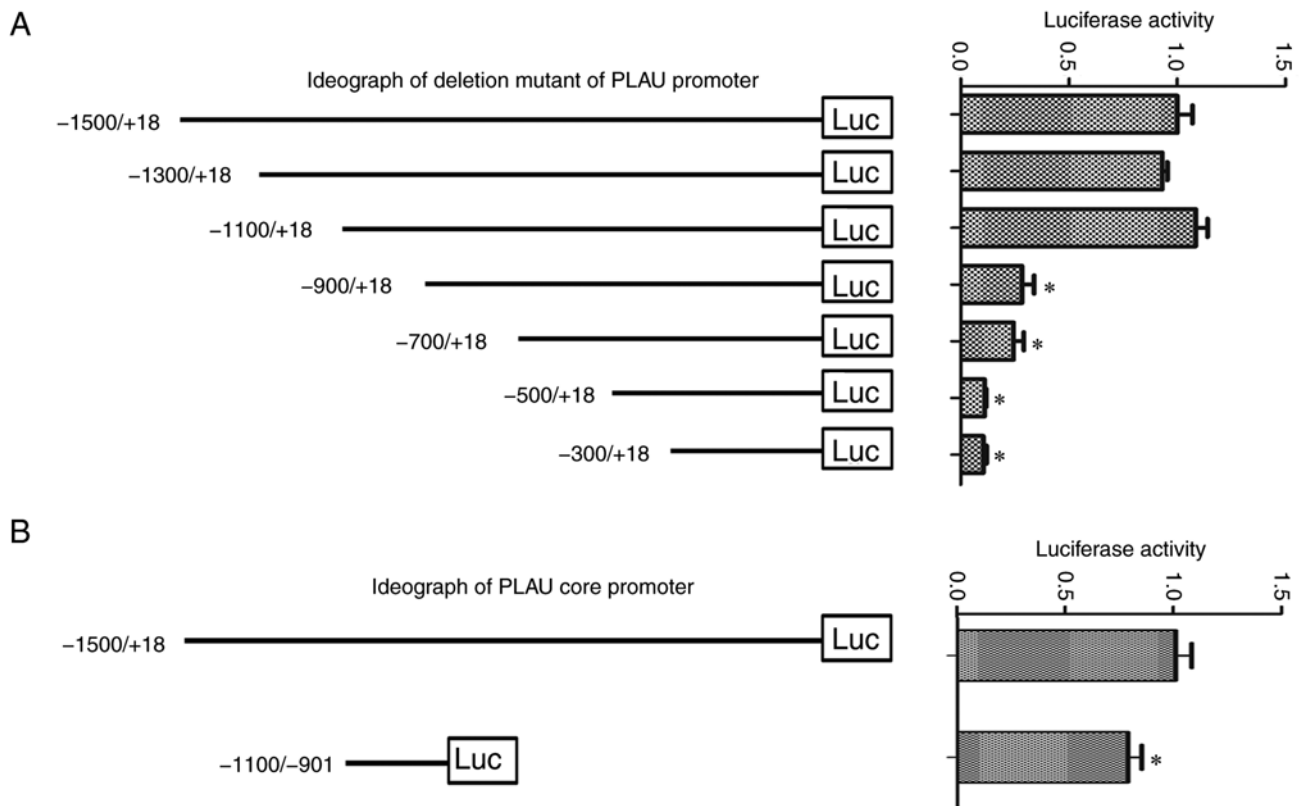 A
Luciferase activity
0.0 0.5 1.0 1.5
Ideograph of deletion mutant of PLAU promoter
−1500/+18 Luc
−1300/+18 Luc
−1100/+18 Luc
−900/+18 Luc *
−700/+18 Luc *
−500/+18 Luc *
−300/+18 Luc *
B
Luciferase activity
0.0 0.5 1.0 1.5
Ideograph of PLAU core promoter
−1500/+18 Luc
−1100/−901 Luc *